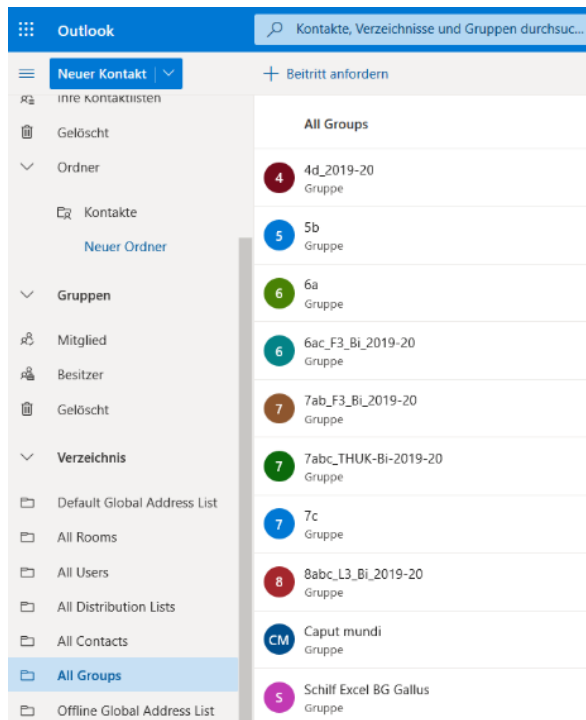 Outlook
Kontakte, Verzeichnisse und Gruppen durchsuc...
Neuer Kontakt
Beitritt anfordern
Ihre Kontaktlisten
Gelöscht
Ordner
Kontakte
Neuer Ordner
Gruppen
Mitglied
Besitzer
Gelöscht
Verzeichnis
Default Global Address List
All Rooms
All Users
All Distribution Lists
All Contacts
All Groups
Offline Global Address List
All Groups
4 4d_2019-20
Gruppe
5 5b
Gruppe
6 6a
Gruppe
6 6ac_F3_Bi_2019-20
Gruppe
7 7ab_F3_Bi_2019-20
Gruppe
7 7abc_THUK-Bi-2019-20
Gruppe
7 7c
Gruppe
8 8abc_L3_Bi_2019-20
Gruppe
CM Caput mundi
Gruppe
S Schilf Excel BG Gallus
Gruppe